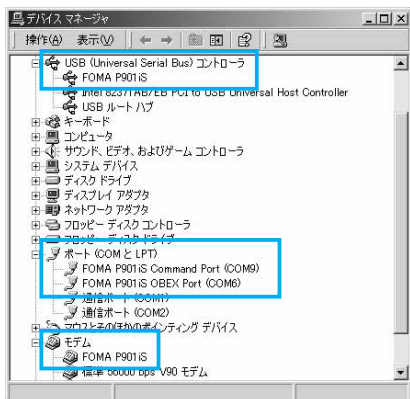 デバイス マネージャ
操作(A) 表示(V)
USB (Universal Serial Bus) コントローラ
FOMA P901iS
Intel 82371AB/EB PCI to USB Universal Host Controller
USB ルート ハブ
キーボード
コンピュータ
サウンド、ビデオ、およびゲーム コントローラ
システム デバイス
ディスク ドライブ
ディスプレイ アダプタ
ネットワーク アダプタ
フロッピー ディスク コントローラ
フロッピー ディスク ドライブ
ポート (COM と LPT)
FOMA P901iS Command Port (COM9)
FOMA P901iS OBEX Port (COM6)
通信ポート (COM1)
通信ポート (COM2)
マウスとそのほかのポインティング デバイス
モデム
FOMA P901iS
標準 56000 bps V90 モデム